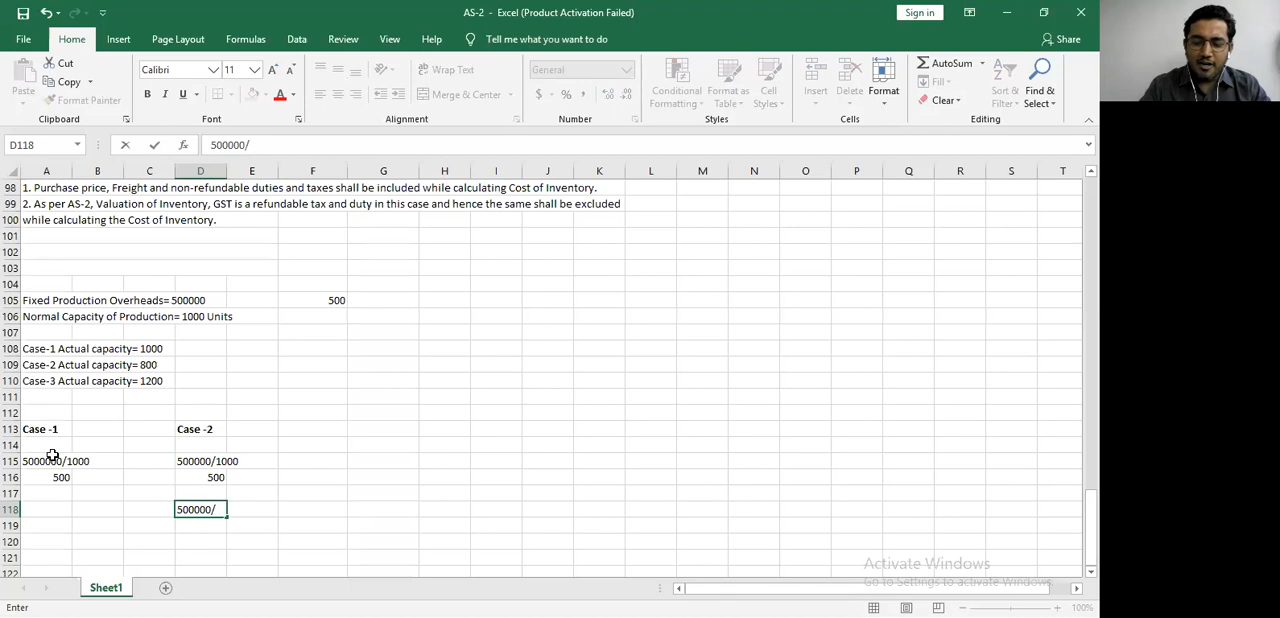 AS-2 - Excel (Product Activation Failed)
Sign in
File Home Insert Page Layout Formulas Data Review View Help Tell me what you want to do Share
Paste
Cut
Copy
Format Painter
Clipboard
Calibri 11
B I U
Font
Wrap Text
Merge & Center
Alignment
General
$ % ,
Number
Conditional Formatting
Format as Table
Cell Styles
Styles
Insert
Delete
Format
Cells
AutoSum
Fill
Clear
Sort & Filter
Find & Select
Editing
D118 fx 500000/
A B C D E F G H I J K L M N O P Q R S T
98 1. Purchase price, Freight and non-refundable duties and taxes shall be included while calculating Cost of Inventory.
99 2. As per AS-2, Valuation of Inventory, GST is a refundable tax and duty in this case and hence the same shall be excluded
100 while calculating the Cost of Inventory.
101
102
103
104
105 Fixed Production Overheads= 500000 500
106 Normal Capacity of Production= 1000 Units
107
108 Case-1 Actual capacity= 1000
109 Case-2 Actual capacity= 800
110 Case-3 Actual capacity= 1200
111
112
113 Case -1 Case -2
114
115 5000000/1000 500000/1000
116 500 500
117
118 500000/
119
120
121
122
Activate Windows
Go to Settings to activate Windows.
Sheet1
Enter
100%